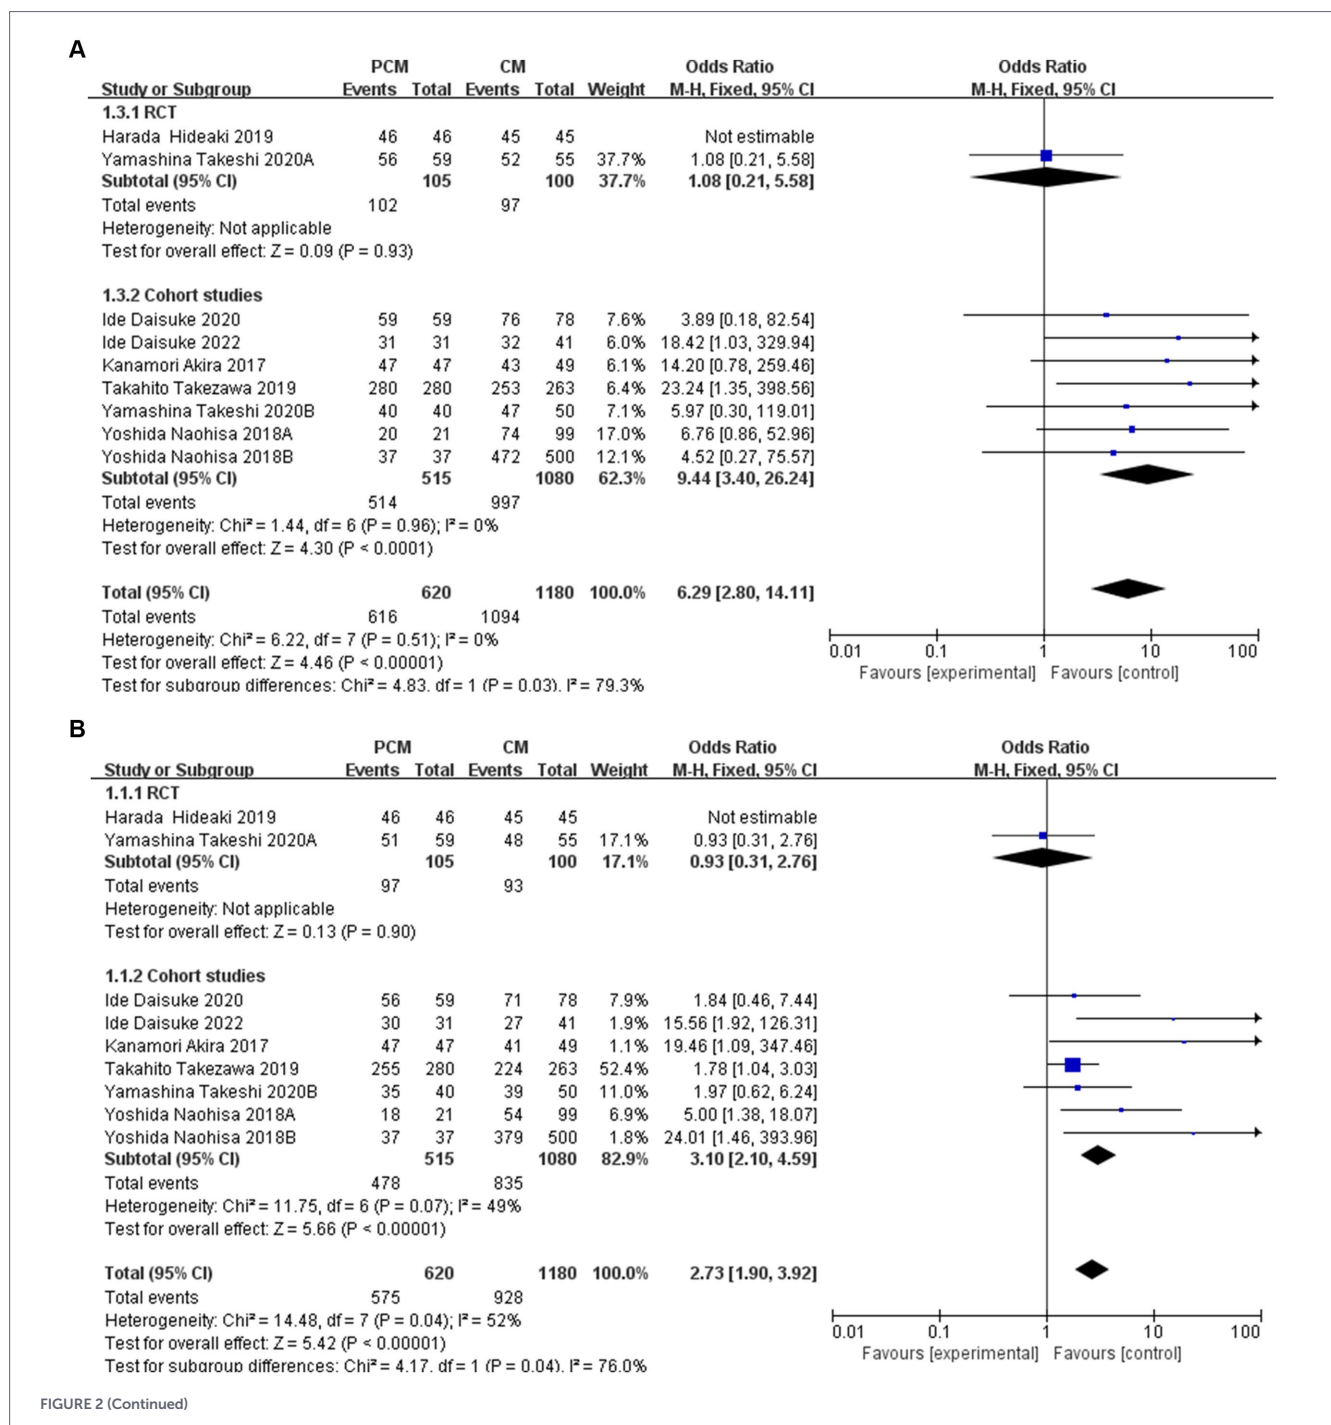 A
PCM CM Odds Ratio Odds Ratio
Study or Subgroup Events Total Events Total Weight M-H, Fixed, 95% CI M-H, Fixed, 95% CI
1.3.1 RCT
Harada Hideaki 2019 46 46 45 45 Not estimable
Yamashina Takeshi 2020A 56 59 52 55 37.7% 1.08 [0.21, 5.58]
Subtotal (95% CI) 105 100 37.7% 1.08 [0.21, 5.58]
Total events 102 97
Heterogeneity: Not applicable
Test for overall effect: Z = 0.09 (P = 0.93)
1.3.2 Cohort studies
Ide Daisuke 2020 59 59 76 78 7.6% 3.89 [0.18, 82.54]
Ide Daisuke 2022 31 31 32 41 6.0% 18.42 [1.03, 329.94]
Kanamori Akira 2017 47 47 43 49 6.1% 14.20 [0.78, 259.46]
Takahito Takezawa 2019 280 280 253 263 6.4% 23.24 [1.35, 398.56]
Yamashina Takeshi 2020B 40 40 47 50 7.1% 5.97 [0.30, 119.01]
Yoshida Naohisa 2018A 20 21 74 99 17.0% 6.76 [0.86, 52.96]
Yoshida Naohisa 2018B 37 37 472 500 12.1% 4.52 [0.27, 75.57]
Subtotal (95% CI) 515 1080 62.3% 9.44 [3.40, 26.24]
Total events 514 997
Heterogeneity: Chi² = 1.44, df = 6 (P = 0.96); I² = 0%
Test for overall effect: Z = 4.30 (P < 0.0001)
Total (95% CI) 620 1180 100.0% 6.29 [2.80, 14.11]
Total events 616 1094
Heterogeneity: Chi² = 6.22, df = 7 (P = 0.51); I² = 0%
Test for overall effect: Z = 4.46 (P < 0.00001)
Test for subgroup differences: Chi² = 4.83, df = 1 (P = 0.03), I² = 79.3%
0.01 0.1 1 10 100
Favours [experimental] Favours [control]
B
PCM CM Odds Ratio Odds Ratio
Study or Subgroup Events Total Events Total Weight M-H, Fixed, 95% CI M-H, Fixed, 95% CI
1.1.1 RCT
Harada Hideaki 2019 46 46 45 45 Not estimable
Yamashina Takeshi 2020A 51 59 48 55 17.1% 0.93 [0.31, 2.76]
Subtotal (95% CI) 105 100 17.1% 0.93 [0.31, 2.76]
Total events 97 93
Heterogeneity: Not applicable
Test for overall effect: Z = 0.13 (P = 0.90)
1.1.2 Cohort studies
Ide Daisuke 2020 56 59 71 78 7.9% 1.84 [0.46, 7.44]
Ide Daisuke 2022 30 31 27 41 1.9% 15.56 [1.92, 126.31]
Kanamori Akira 2017 47 47 41 49 1.1% 19.46 [1.09, 347.46]
Takahito Takezawa 2019 255 280 224 263 52.4% 1.78 [1.04, 3.03]
Yamashina Takeshi 2020B 35 40 39 50 11.0% 1.97 [0.62, 6.24]
Yoshida Naohisa 2018A 18 21 54 99 6.9% 5.00 [1.38, 18.07]
Yoshida Naohisa 2018B 37 37 379 500 1.8% 24.01 [1.46, 393.96]
Subtotal (95% CI) 515 1080 82.9% 3.10 [2.10, 4.59]
Total events 478 835
Heterogeneity: Chi² = 11.75, df = 6 (P = 0.07); I² = 49%
Test for overall effect: Z = 5.66 (P < 0.00001)
Total (95% CI) 620 1180 100.0% 2.73 [1.90, 3.92]
Total events 575 928
Heterogeneity: Chi² = 14.48, df = 7 (P = 0.04); I² = 52%
Test for overall effect: Z = 5.42 (P < 0.00001)
Test for subgroup differences: Chi² = 4.17, df = 1 (P = 0.04), I² = 76.0%
0.01 0.1 1 10 100
Favours [experimental] Favours [control]
FIGURE 2 (Continued)